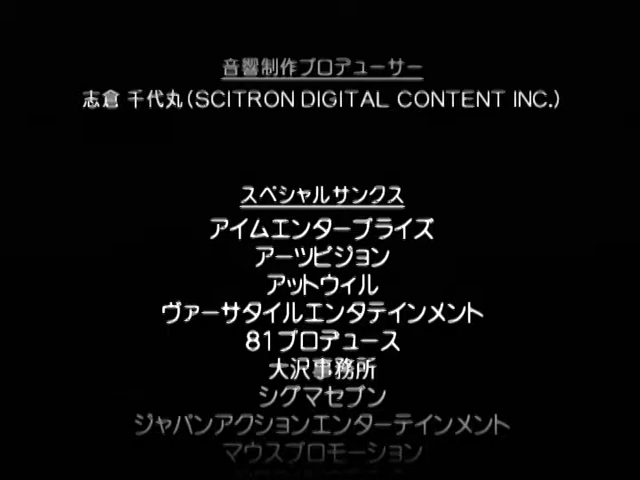 音響制作プロデューサー
志倉 千代丸(SCITRON DIGITAL CONTENT INC.)
スペシャルサンクス
アイムエンタープライズ
アーツビジョン
アットウィル
ヴァーサタイルエンタテインメント
81プロデュース
大沢事務所
シグマセブン
ジャパンアクションエンターテインメント
マウスプロモーション